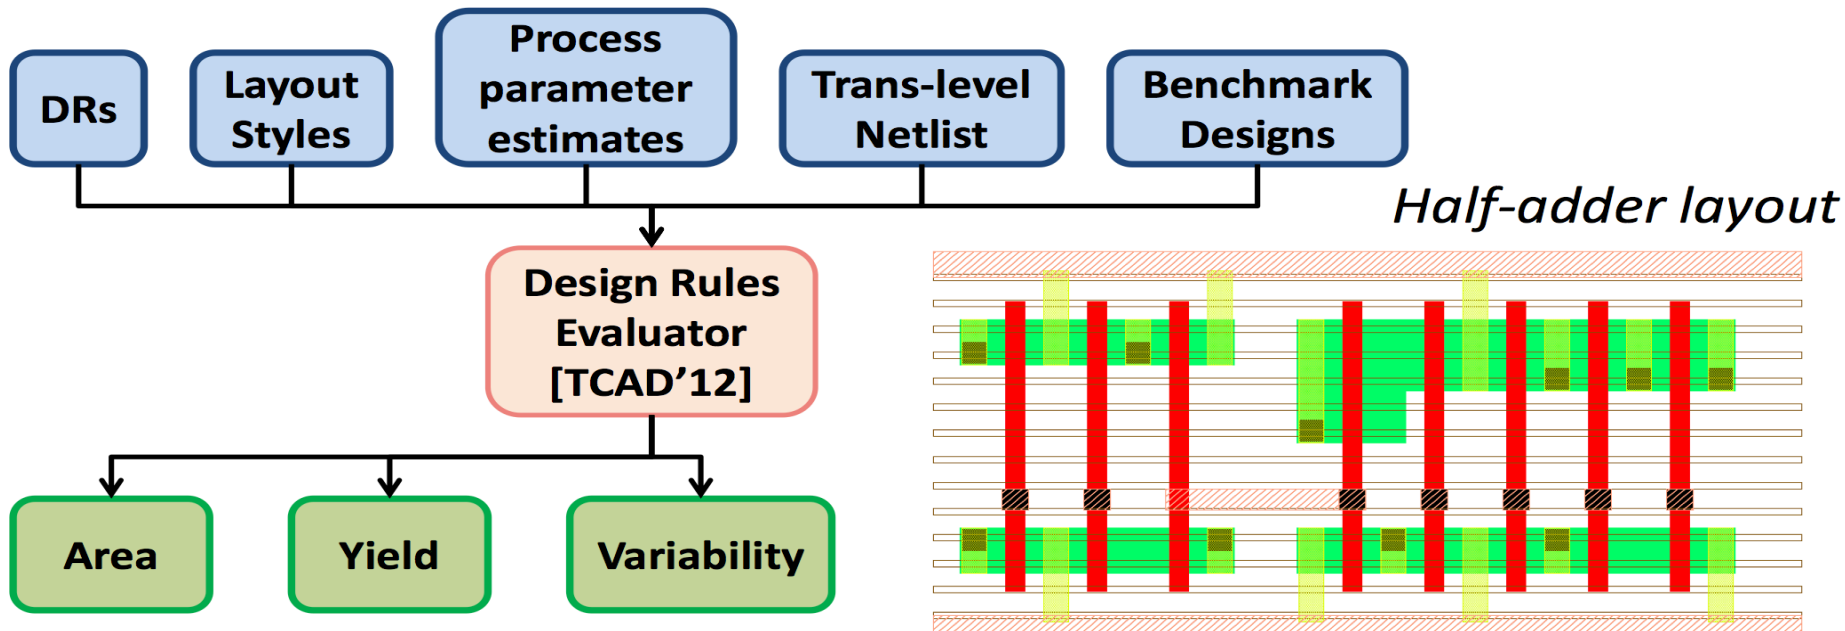 DRs
Layout
Styles
Process
parameter
estimates
Trans-level
Netlist
Benchmark
Designs
Half-adder layout
Design Rules
Evaluator
[TCAD’12]
Area
Yield
Variability